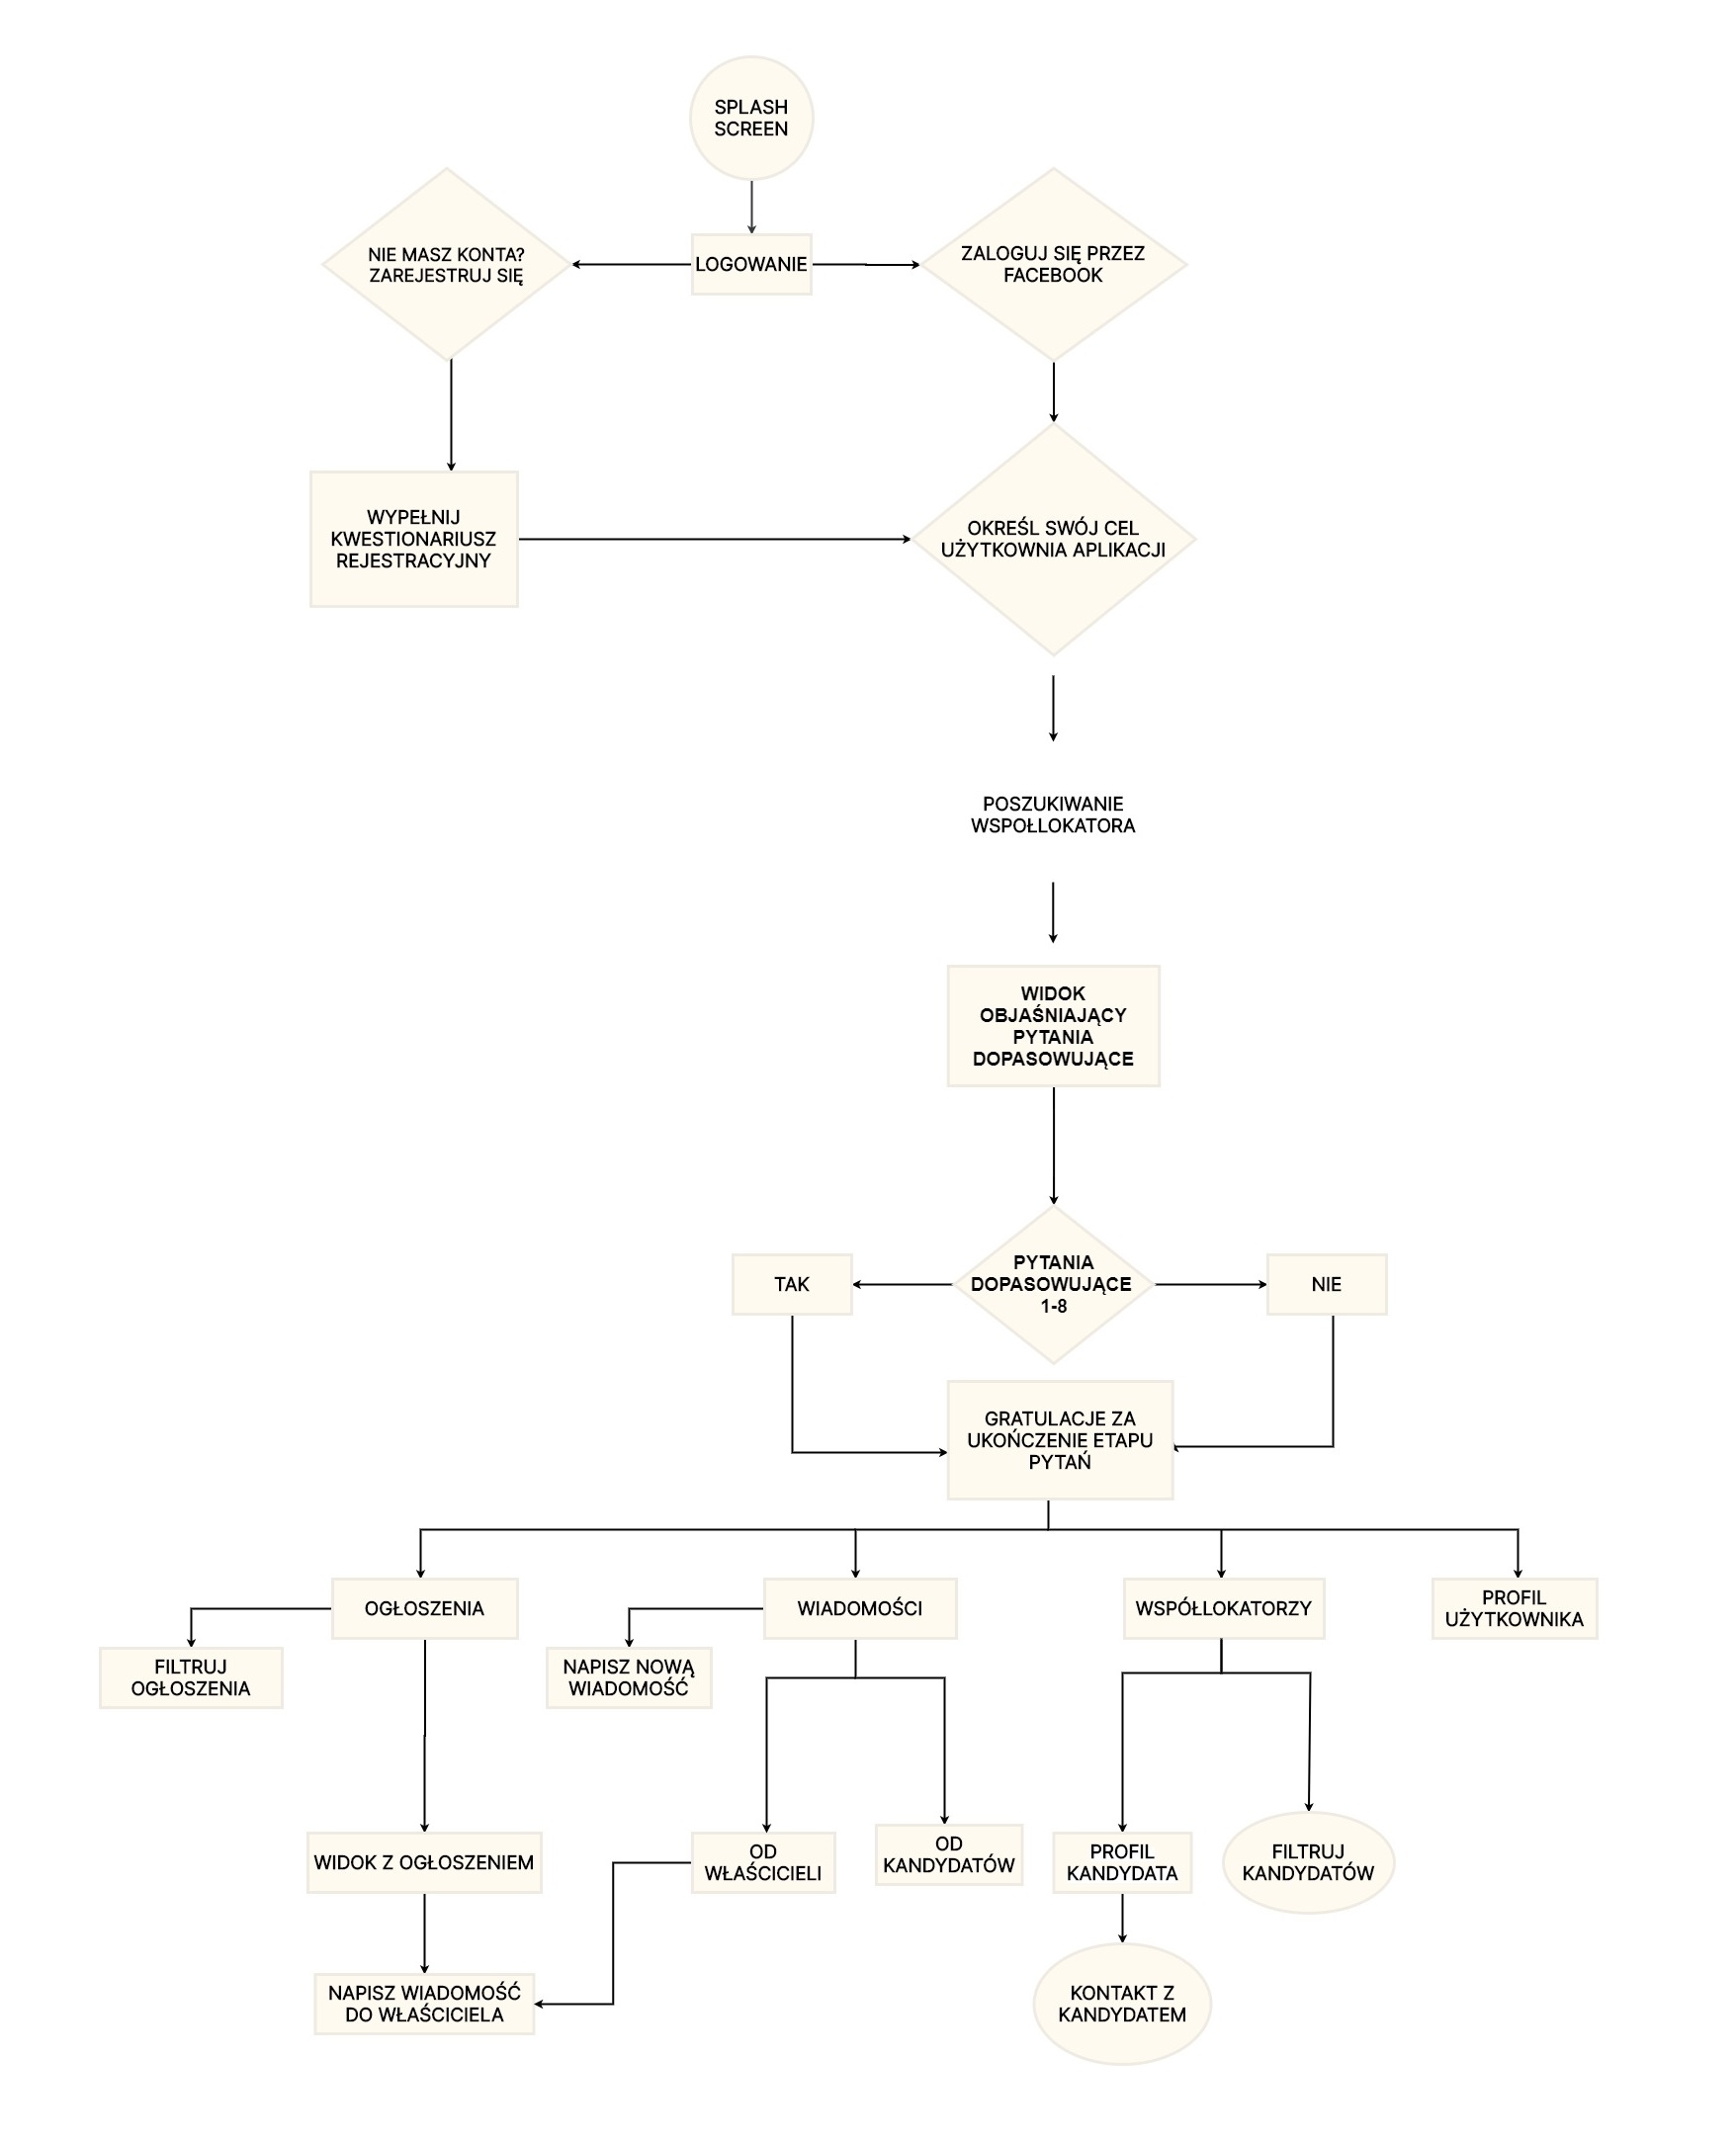 SPLASH
SCREEN
NIE MASZ KONTA?
ZAREJESTRUJ SIĘ
LOGOWANIE
ZALOGUJ SIĘ PRZEZ
FACEBOOK
WYPEŁNIJ
KWESTIONARIUSZ
REJESTRACYJNY
OKREŚL SWÓJ CEL
UŻYTKOWNIA APLIKACJI
POSZUKIWANIE
WSPOŁLOKATORA
WIDOK
OBJAŚNIAJĄCY
PYTANIA
DOPASOWUJĄCE
TAK
PYTANIA
DOPASOWUJĄCE
1-8
NIE
GRATULACJE ZA
UKOŃCZENIE ETAPU
PYTAŃ
OGŁOSZENIA
WIADOMOŚCI
WSPÓŁLOKATORZY
PROFIL
UŻYTKOWNIKA
FILTRUJ
OGŁOSZENIA
NAPISZ NOWĄ
WIADOMOŚĆ
WIDOK Z OGŁOSZENIEM
OD
WŁAŚCICIELI
OD
KANDYDATÓW
PROFIL
KANDYDATA
FILTRUJ
KANDYDATÓW
NAPISZ WIADOMOŚĆ
DO WŁAŚCICIELA
KONTAKT Z
KANDYDATEM